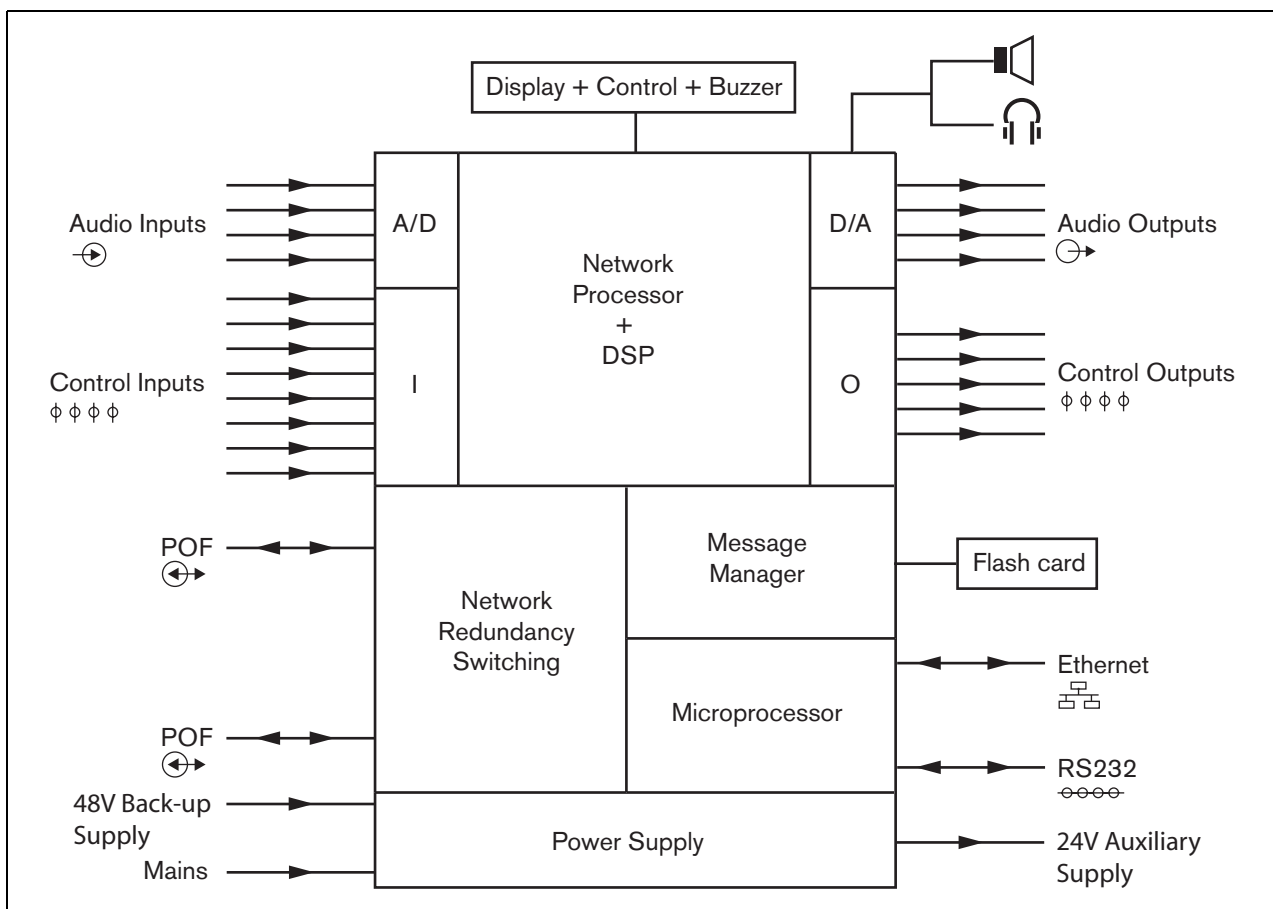 Display + Control + Buzzer
Audio Inputs
A/D
Network
Processor
+
DSP
D/A
Audio Outputs
Control Inputs
I
O
Control Outputs
POF
Network
Redundancy
Switching
Message
Manager
Flash card
Microprocessor
Ethernet
POF
RS232
48V Back-up
Supply
Mains
Power Supply
24V Auxiliary
Supply